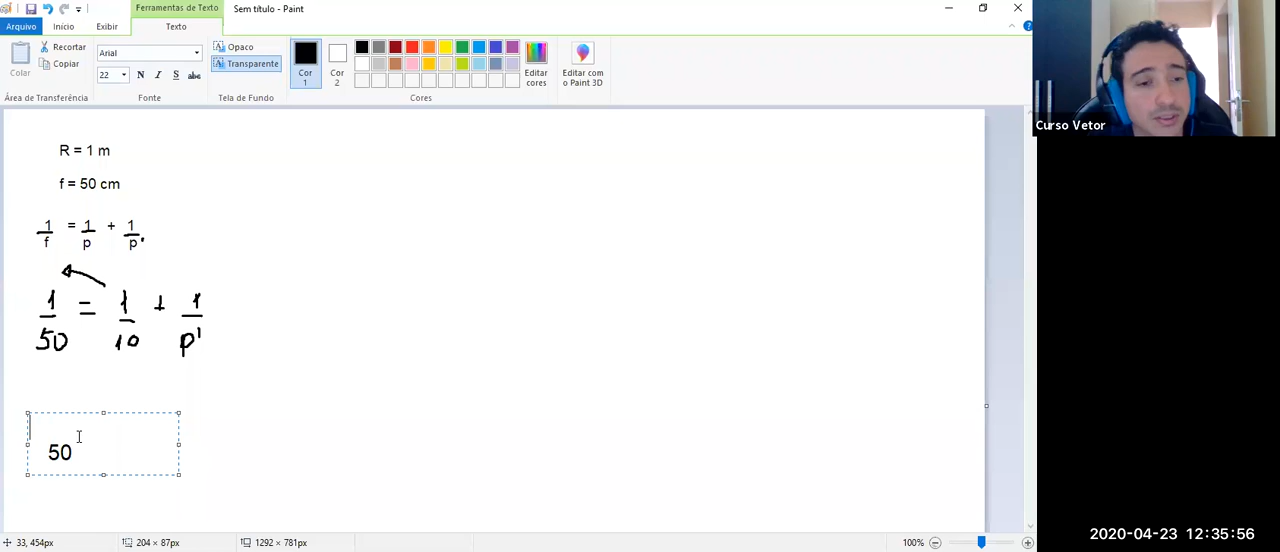 Ferramentas de Texto
Sem título - Paint
Arquivo Início Exibir Texto
Colar
Recortar
Copiar
Área de Transferência
Arial
22 N I S abc
Fonte
Opaco
Transparente
Tela de Fundo
Cor 1
Cor 2
Editar cores
Editar com o Paint 3D
Cores
Curso Vetor
R = 1 m
f = 50 cm
1/f = 1/p + 1/p'
1/50 = 1/10 + 1/p'
50
33, 454px
204 × 87px
1292 × 781px
100%
2020-04-23 12:35:56